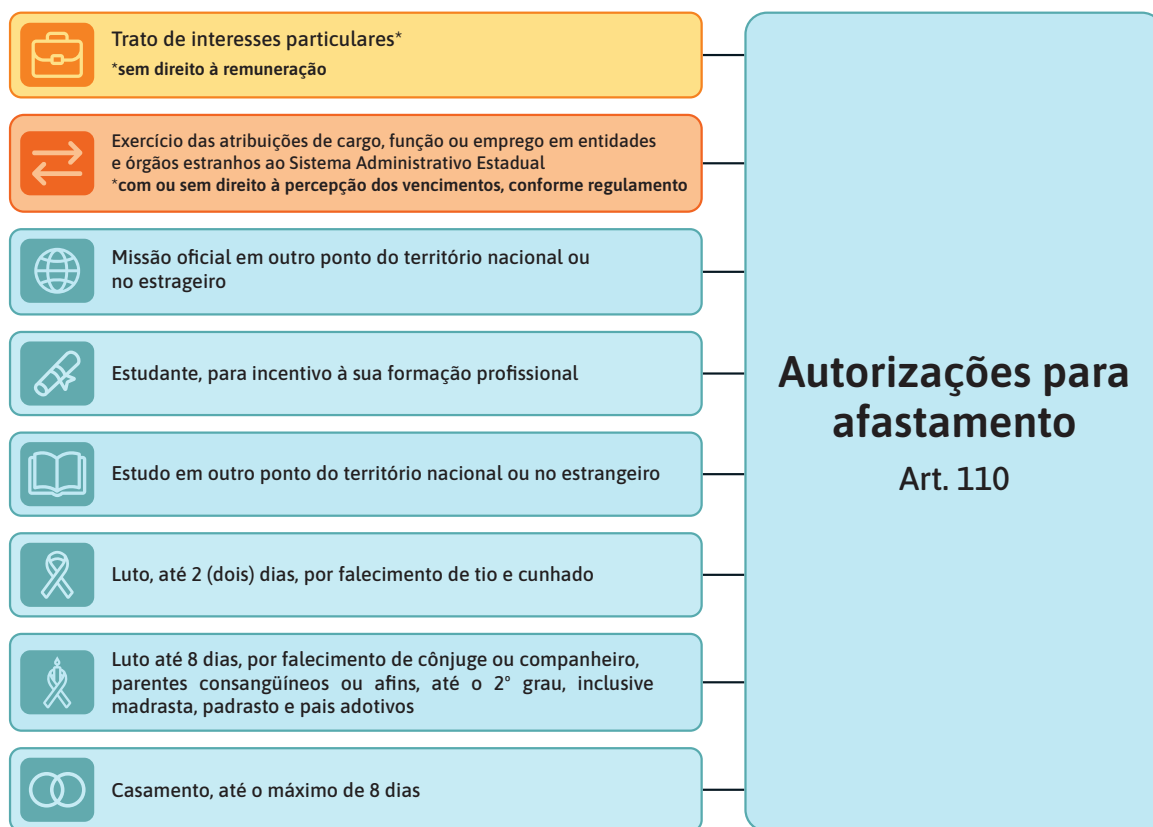 Trato de interesses particulares*
*sem direito à remuneração
Exercício das atribuições de cargo, função ou emprego em entidades
e órgãos estranhos ao Sistema Administrativo Estadual
*com ou sem direito à percepção dos vencimentos, conforme regulamento
Missão oficial em outro ponto do território nacional ou
no estrageiro
Estudante, para incentivo à sua formação profissional
Estudo em outro ponto do território nacional ou no estrangeiro
Luto, até 2 (dois) dias, por falecimento de tio e cunhado
Luto até 8 dias, por falecimento de cônjuge ou companheiro,
parentes consangüíneos ou afins, até o 2° grau, inclusive
madrasta, padrasto e pais adotivos
Casamento, até o máximo de 8 dias
Autorizações para
afastamento
Art. 110